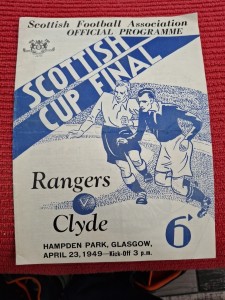 Scottish Football Association
OFFICIAL PROGRAMME
SCOTTISH
CUP FINAL
Rangers
V
Clyde
6D
HAMPDEN PARK, GLASGOW,
APRIL 23, 1949—Kick-Off 3 p.m.